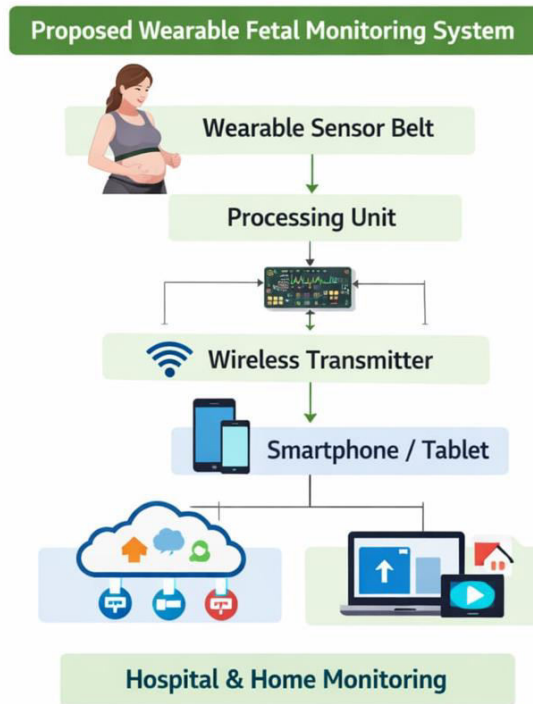 Proposed Wearable Fetal Monitoring System
Wearable Sensor Belt
Processing Unit
Wireless Transmitter
Smartphone / Tablet
Hospital & Home Monitoring